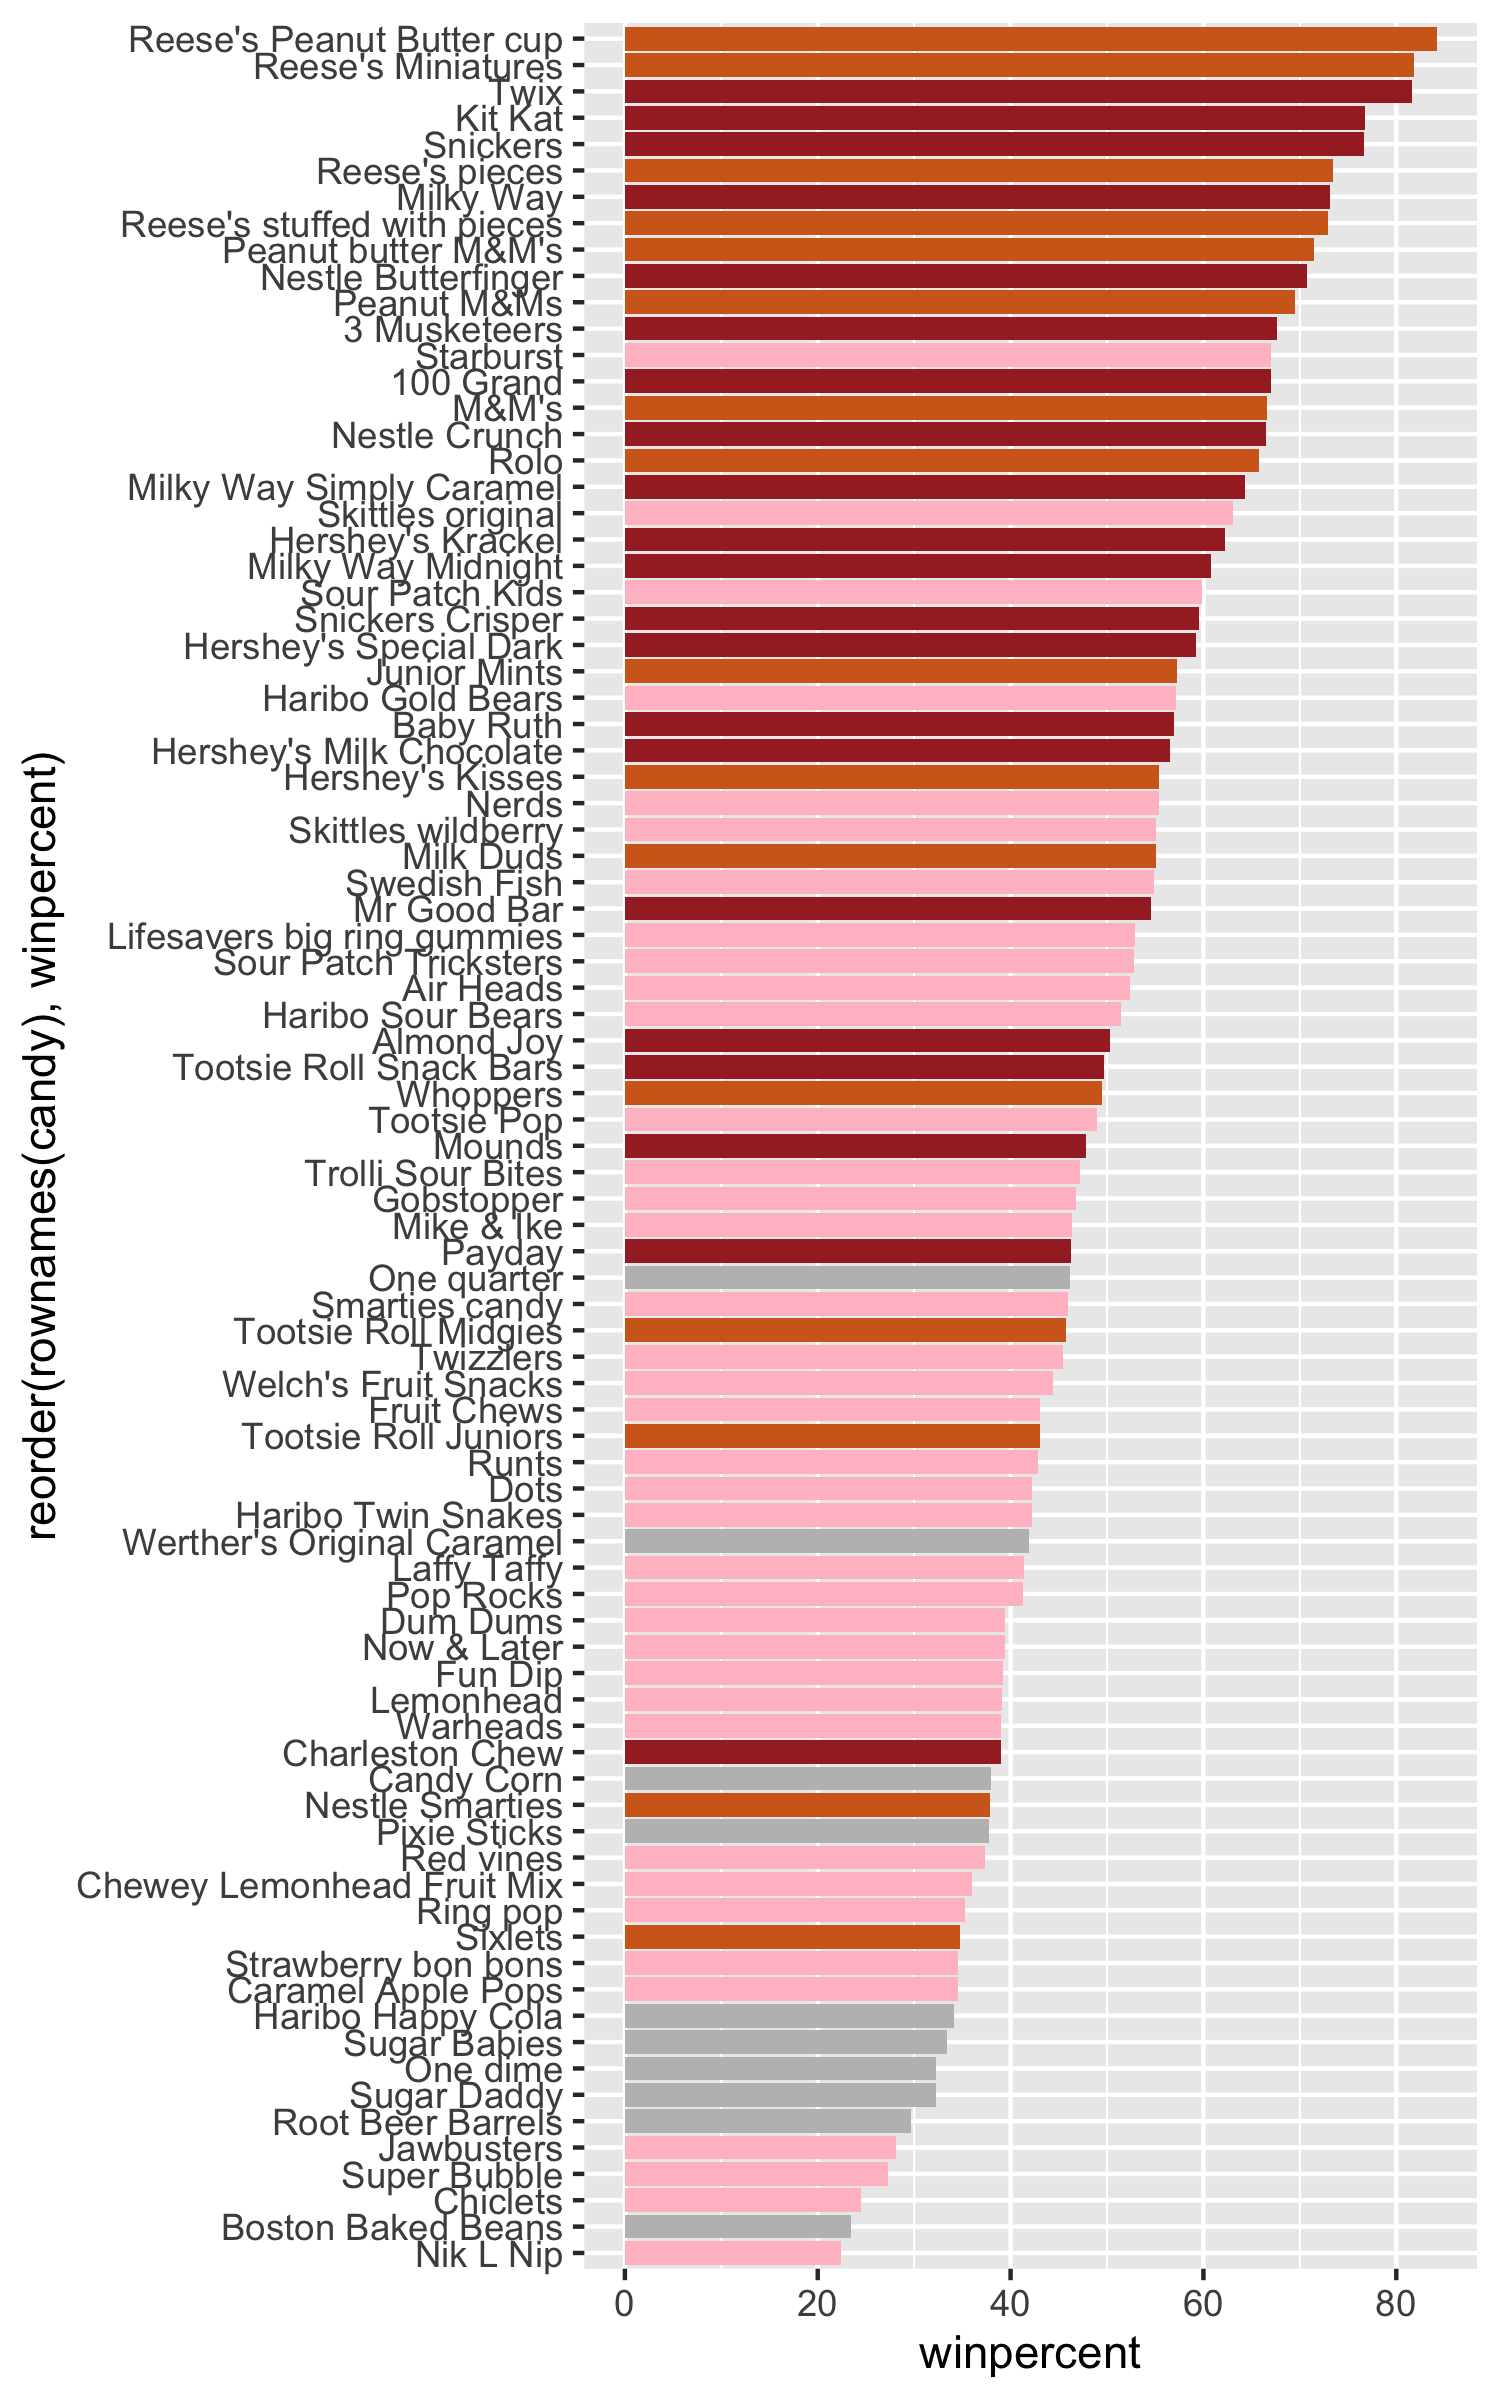 Reese's Peanut Butter cup
Reese's Miniatures
Twix
Kit Kat
Snickers
Reese's pieces
Milky Way
Reese's stuffed with pieces
Peanut butter M&M's
Nestle Butterfinger
Peanut M&Ms
3 Musketeers
Starburst
100 Grand
M&M's
Nestle Crunch
Rolo
Milky Way Simply Caramel
Skittles original
Hershey's Krackel
Milky Way Midnight
Sour Patch Kids
Snickers Crisper
Hershey's Special Dark
Junior Mints
Haribo Gold Bears
Baby Ruth
Hershey's Milk Chocolate
Hershey's Kisses
Nerds
Skittles wildberry
Milk Duds
Swedish Fish
Mr Good Bar
Lifesavers big ring gummies
Sour Patch Tricksters
Air Heads
Haribo Sour Bears
Almond Joy
Tootsie Roll Snack Bars
Whoppers
Tootsie Pop
Mounds
Trolli Sour Bites
Gobstopper
Mike & Ike
Payday
One quarter
Smarties candy
Tootsie Roll Midgies
Twizzlers
Welch's Fruit Snacks
Fruit Chews
Tootsie Roll Juniors
Runts
Dots
Haribo Twin Snakes
Werther's Original Caramel
Laffy Taffy
Pop Rocks
Dum Dums
Now & Later
Fun Dip
Lemonhead
Warheads
Charleston Chew
Candy Corn
Nestle Smarties
Pixie Sticks
Red vines
Chewey Lemonhead Fruit Mix
Ring pop
Sixlets
Strawberry bon bons
Caramel Apple Pops
Haribo Happy Cola
Sugar Babies
One dime
Sugar Daddy
Root Beer Barrels
Jawbusters
Super Bubble
Chiclets
Boston Baked Beans
Nik L Nip
reorder(rownames(candy), winpercent)
0 20 40 60 80
winpercent